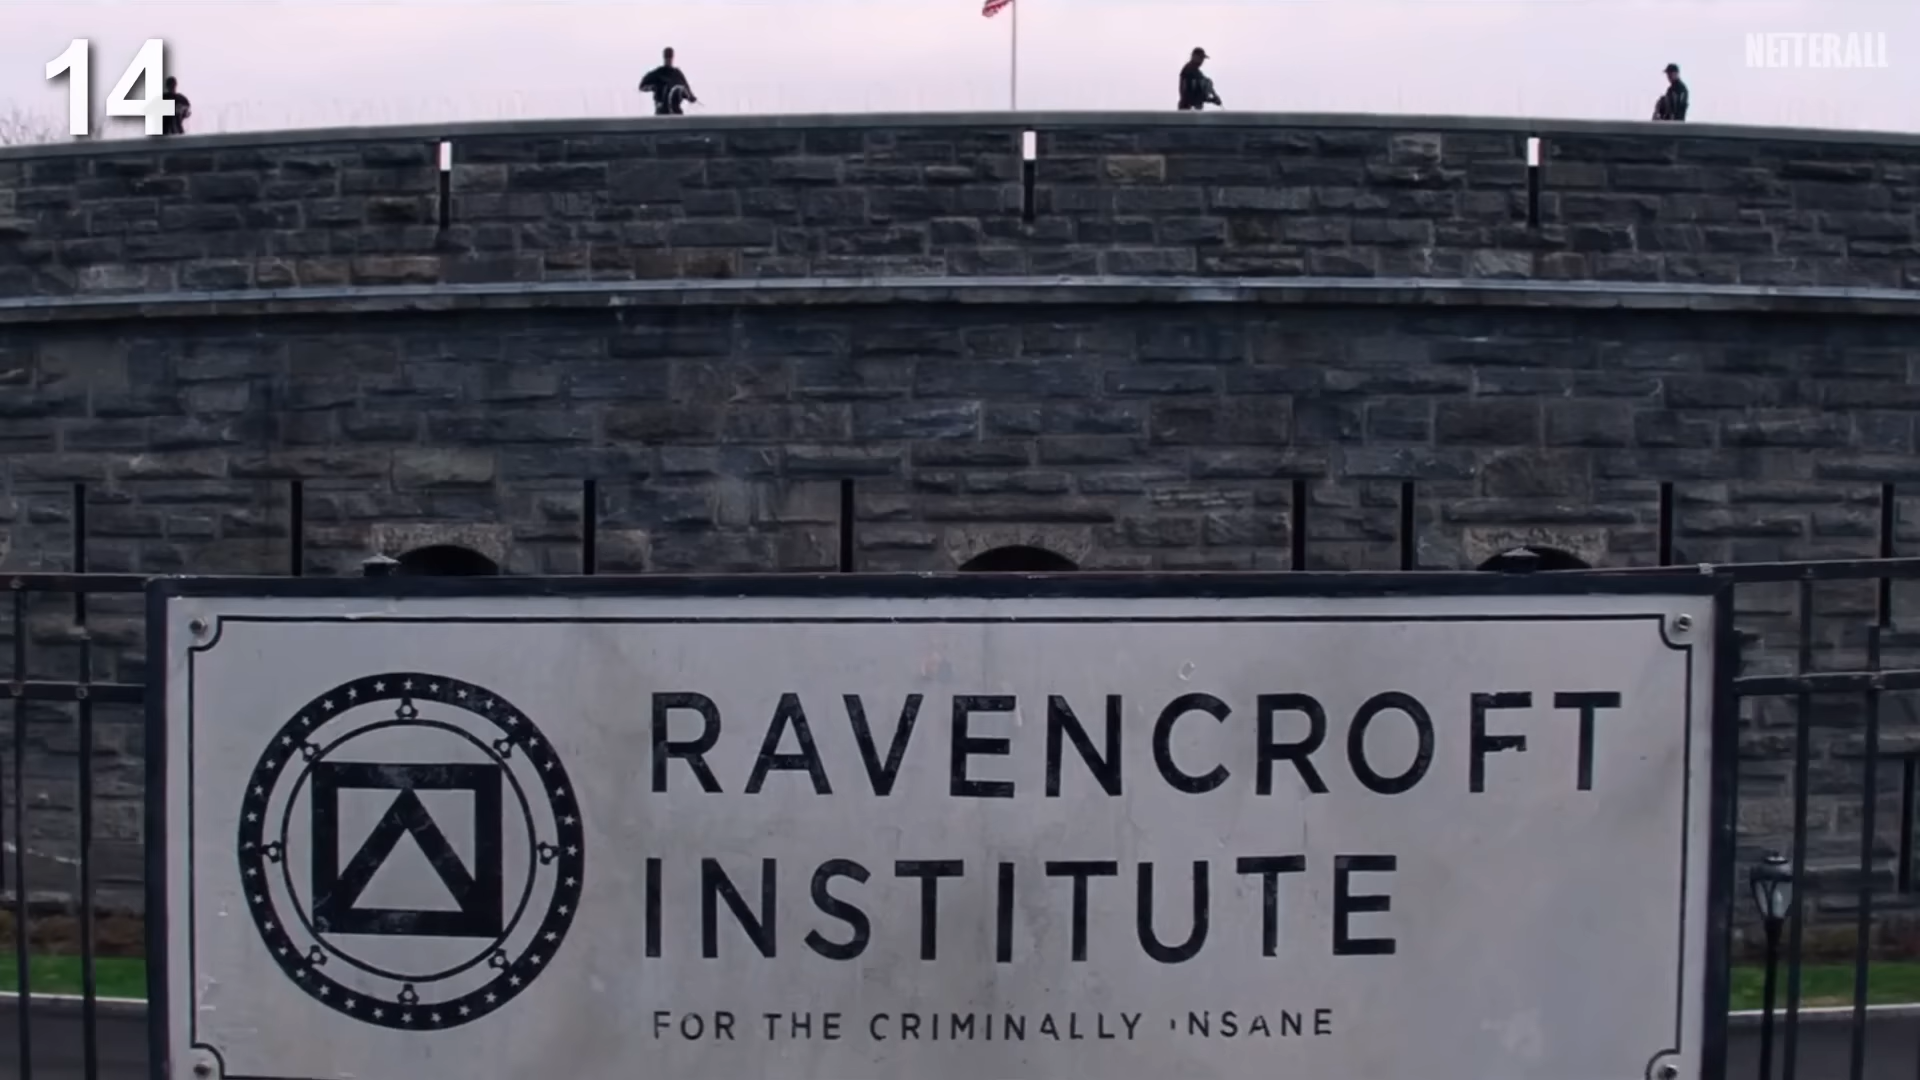 14
NEITERALL
RAVENCROFT
INSTITUTE
FOR THE CRIMINALLY INSANE